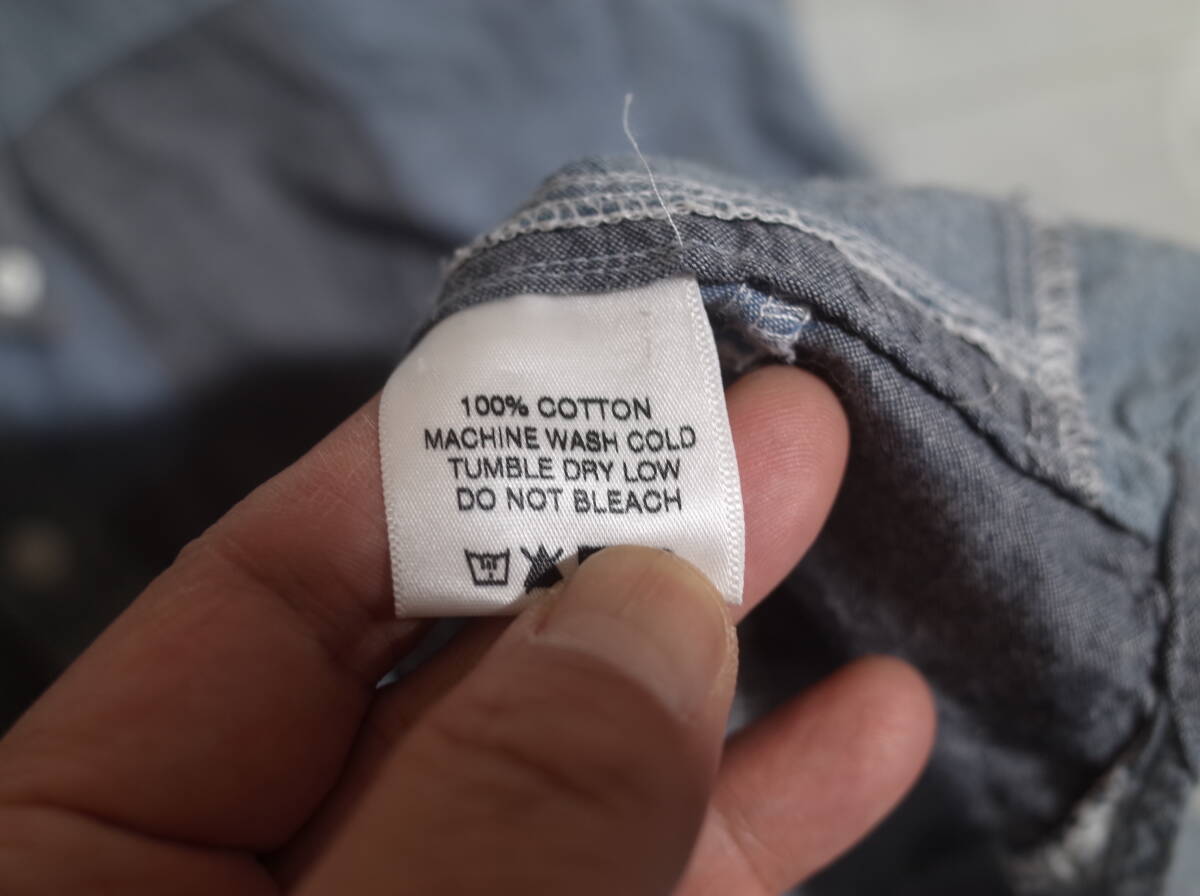 100% COTTON
MACHINE WASH COLD
TUMBLE DRY LOW
DO NOT BLEACH